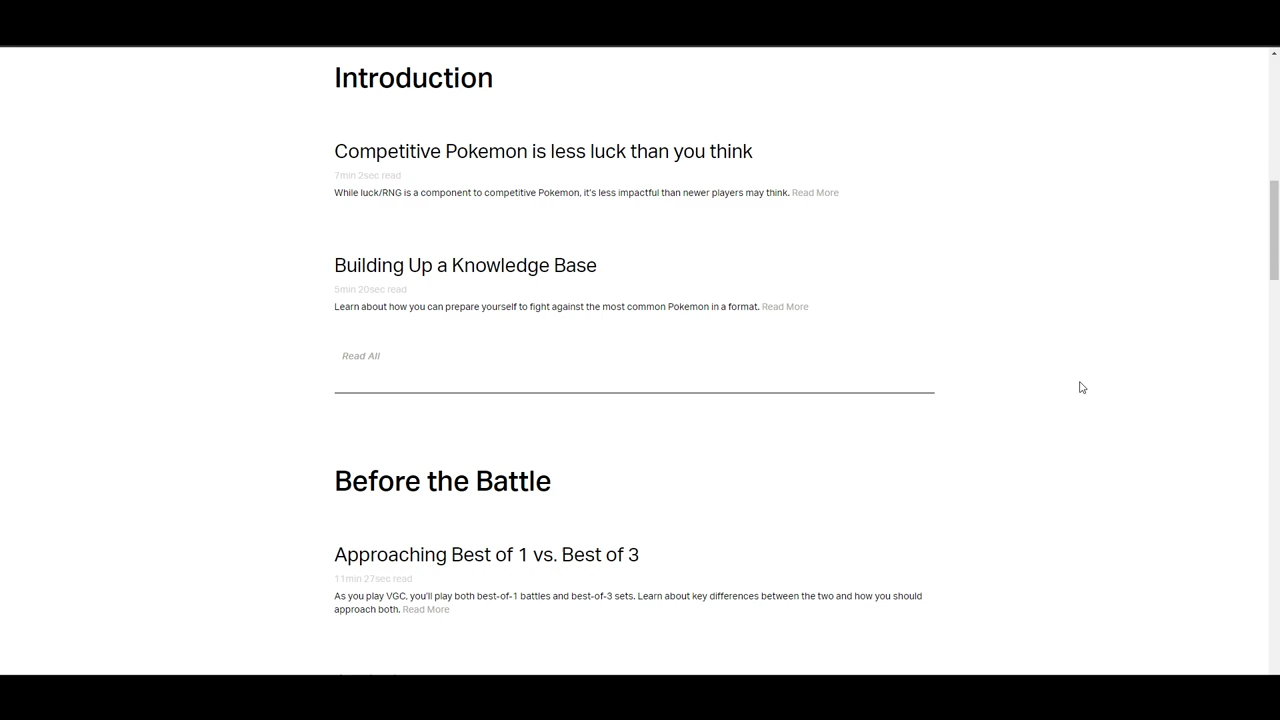 Introduction
Competitive Pokemon is less luck than you think
7min 2sec read
While luck/RNG is a component to competitive Pokemon, it's less impactful than newer players may think. Read More
Building Up a Knowledge Base
5min 20sec read
Learn about how you can prepare yourself to fight against the most common Pokemon in a format. Read More
Read All
Before the Battle
Approaching Best of 1 vs. Best of 3
11min 27sec read
As you play VGC, you'll play both best-of-1 battles and best-of-3 sets. Learn about key differences between the two and how you should
approach both. Read More